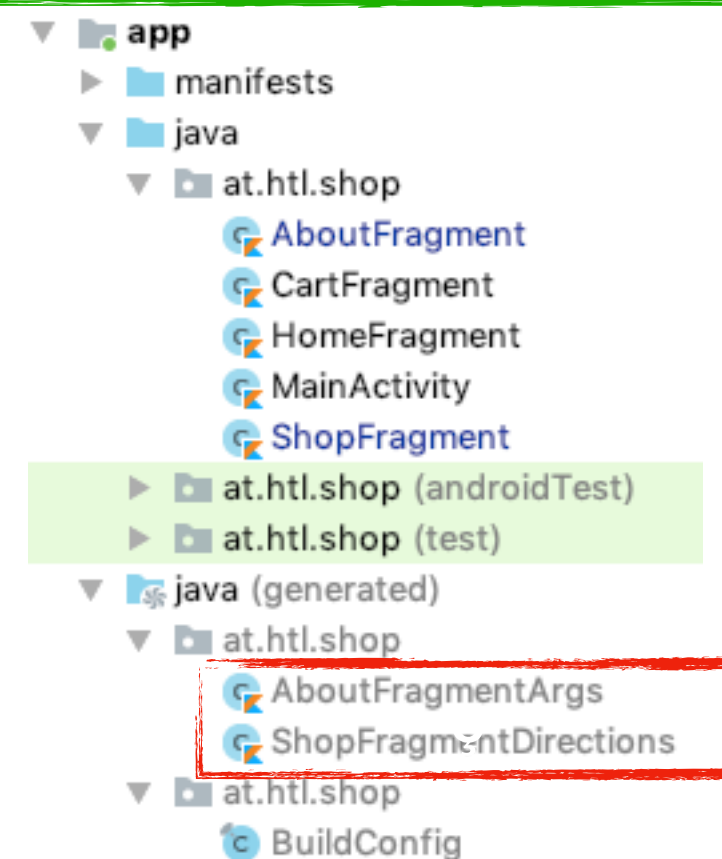 app
manifests
java
at.htl.shop
AboutFragment
CartFragment
HomeFragment
MainActivity
ShopFragment
at.htl.shop (androidTest)
at.htl.shop (test)
java (generated)
at.htl.shop
AboutFragmentArgs
ShopFragmentDirections
at.htl.shop
BuildConfig